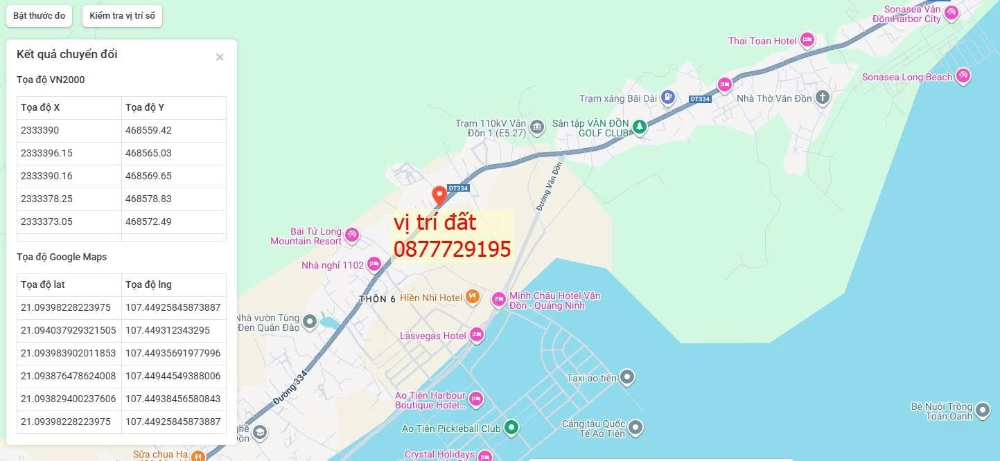 Bật thước đo
Kiểm tra vị trí số
Kết quả chuyển đổi
×
Tọa độ VN2000
Tọa độ X Tọa độ Y
2333390 468559.42
2333396.15 468565.03
2333390.16 468569.65
2333378.25 468578.83
2333373.05 468572.49
Tọa độ Google Maps
Tọa độ lat Tọa độ lng
21.09398228223975 107.44925845873887
21.094037929321505 107.449312343295
21.093983902011853 107.44935691977996
21.093876478624008 107.44944549388006
21.093829400237606 107.44938456580843
21.09398228223975 107.44925845873887
Sonasea Vân
Đồn Harbor City
Thai Toan Hotel
Sonasea Long Beach
Trạm xăng Bãi Dài
DT334
Nhà Thờ Vân Đồn
Trạm 110kV Vân
Đồn 1 (E5.27)
Sân tập VÂN ĐỒN
GOLF CLUB
Đường Vân Đồn
DT334
vị trí đất
0877729195
Bái Tử Long
Mountain Resort
Nhà nghỉ 1102
THÔN 6
Hiền Nhi Hotel
Minh Châu Hotel Vân
Đồn - Quảng Ninh
Nhà vườn Tùng
Đen Quân Đào
Lasvegas Hotel
Đường 334
Taxi ao tiên
Ao Tiên Harbour
Boutique Hotel...
Bè Nuôi Trồng
Toán Oanh
Ao Tiên Pickleball Club
Cảng tàu Quốc
Tế Ao Tiên
Sữa chua Hạ
Crystal Holidays